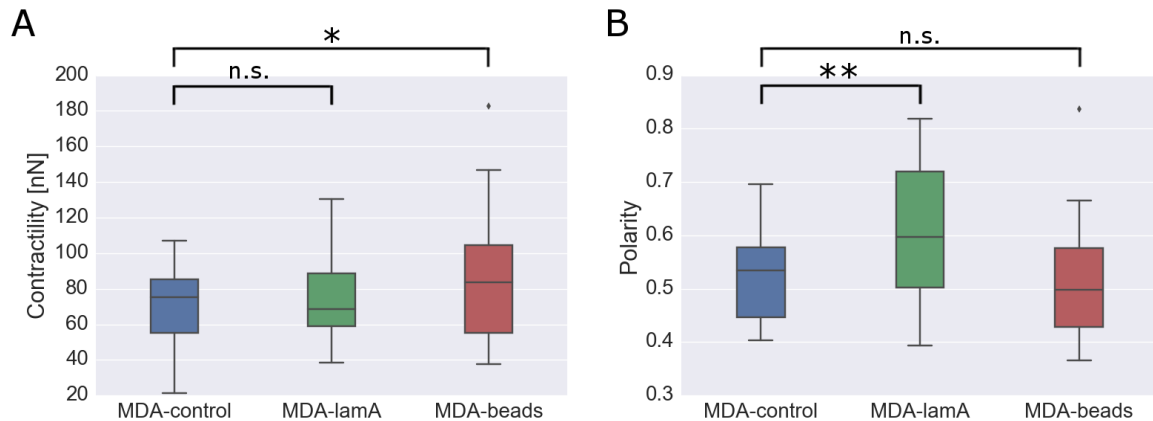 A
*
n.s.
200
180
160
140
120
100
80
60
40
20
Contractility [nN]
MDA-control MDA-lamA MDA-beads
B
n.s.
**
0.9
0.8
0.7
0.6
0.5
0.4
0.3
Polarity
MDA-control MDA-lamA MDA-beads